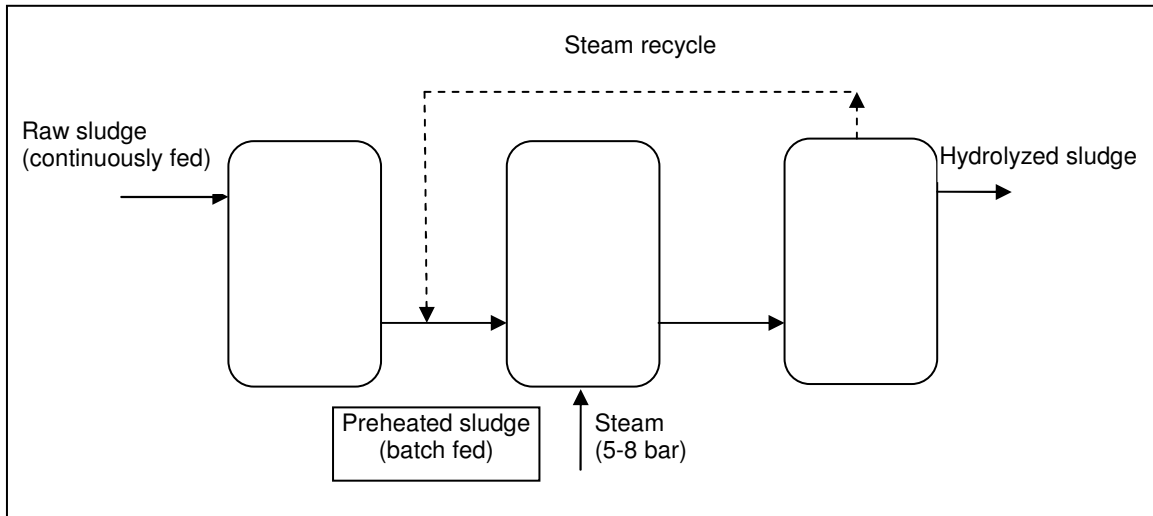 Steam recycle
Raw sludge
(continuously fed)
Hydrolyzed sludge
Preheated sludge
(batch fed)
Steam
(5-8 bar)